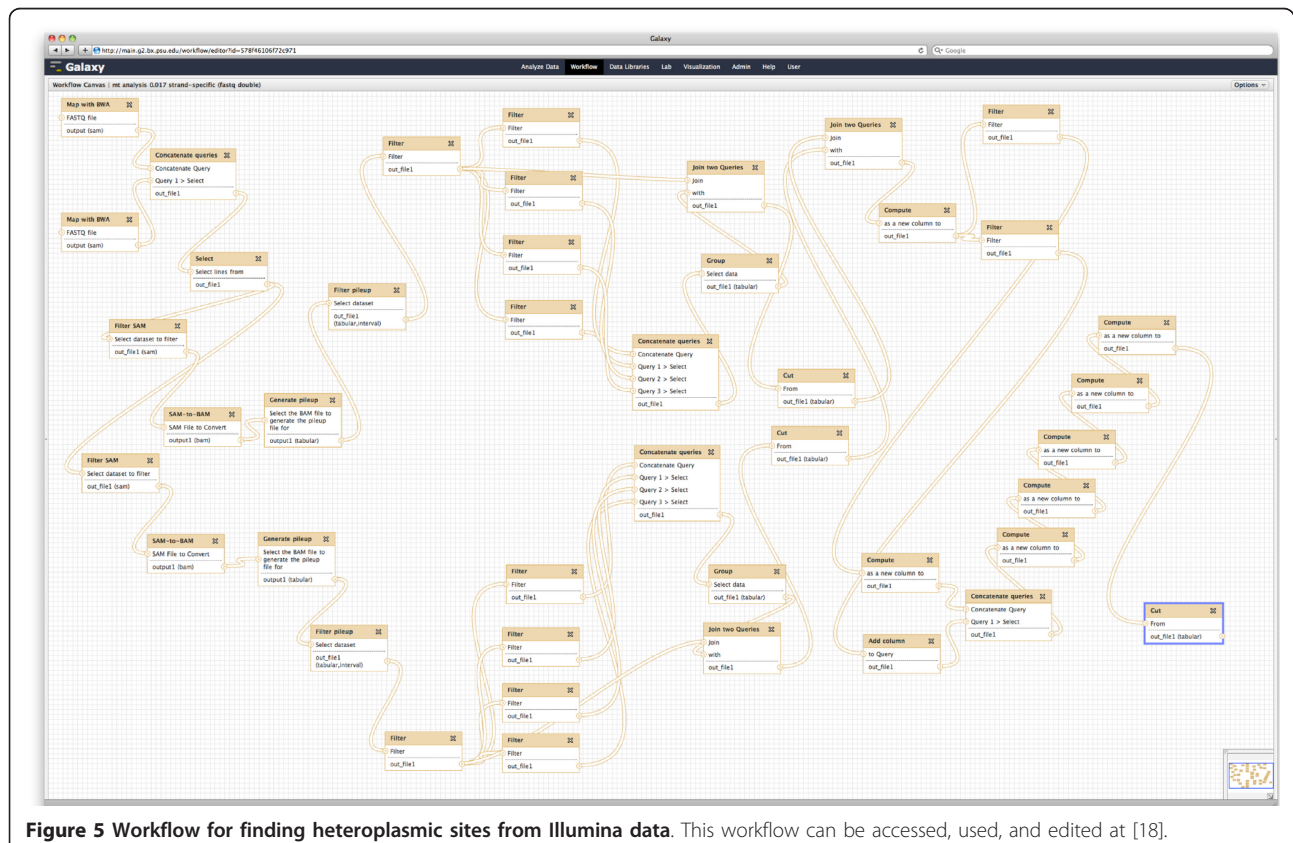 Galaxy
http://main.g2.bx.psu.edu/workflow/editor?id=578f46106f72c971
Google
Galaxy
Analyze Data Workflow Data Libraries Lab Visualization Admin Help User
Workflow Canvas | mt analysis 0.017 strand-specific (fastq double)
Options
Map with BWA
FASTQ file
output (sam)
Concatenate queries
Concatenate Query
Query 1 > Select
out_file1
Map with BWA
FASTQ file
output (sam)
Select
Select lines from
out_file1
Filter SAM
Select dataset to filter
out_file1 (sam)
SAM-to-BAM
SAM File to Convert
output1 (bam)
Generate pileup
Select the BAM file to
generate the pileup
file for
output1 (tabular)
Filter SAM
Select dataset to filter
out_file1 (sam)
SAM-to-BAM
SAM File to Convert
output1 (bam)
Generate pileup
Select the BAM file to
generate the pileup
file for
output1 (tabular)
Filter pileup
Select dataset
out_file1
(tabular,interval)
Filter pileup
Select dataset
out_file1
(tabular,interval)
Filter
Filter
out_file1
Filter
Filter
out_file1
Filter
Filter
out_file1
Filter
Filter
out_file1
Filter
Filter
out_file1
Filter
Filter
out_file1
Concatenate queries
Concatenate Query
Query 1 > Select
Query 2 > Select
Query 3 > Select
out_file1
Concatenate queries
Concatenate Query
Query 1 > Select
Query 2 > Select
Query 3 > Select
out_file1
Filter
Filter
out_file1
Filter
Filter
out_file1
Filter
Filter
out_file1
Filter
Filter
out_file1
Join two Queries
Join
with
out_file1
Group
Select data
out_file1 (tabular)
Cut
From
out_file1 (tabular)
Cut
From
out_file1 (tabular)
Group
Select data
out_file1 (tabular)
Join two Queries
Join
with
out_file1
Join two Queries
Join
with
out_file1
Compute
as a new column to
out_file1
Filter
Filter
out_file1
Filter
Filter
out_file1
Compute
as a new column to
out_file1
Compute
as a new column to
out_file1
Compute
as a new column to
out_file1
Compute
as a new column to
out_file1
Compute
as a new column to
out_file1
Compute
as a new column to
out_file1
Concatenate queries
Concatenate Query
Query 1 > Select
out_file1
Add column
to Query
out_file1
Cut
From
out_file1 (tabular)
Figure 5 Workflow for finding heteroplasmic sites from Illumina data. This workflow can be accessed, used, and edited at [18].